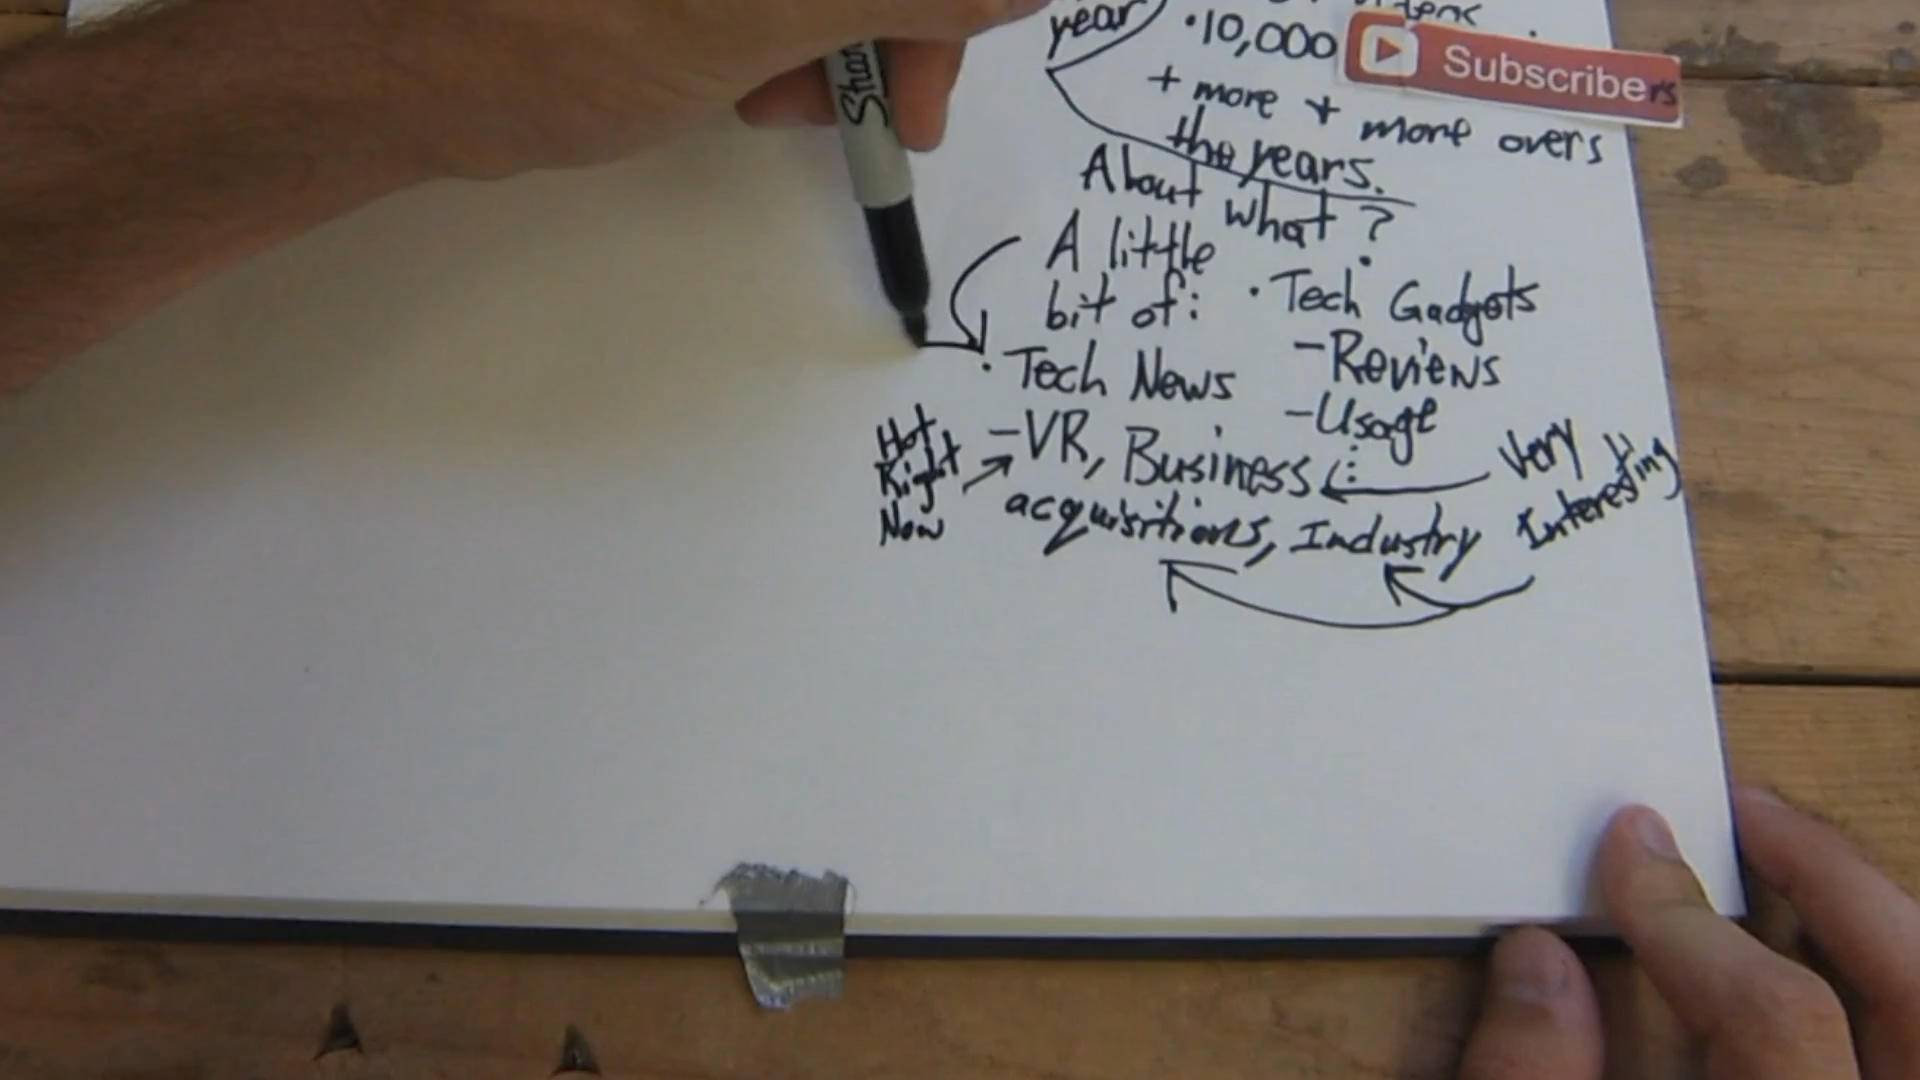 year
·10,000 Subscribers
+ more + more overs
the years.
About what?
A little
bit of:
· Tech Gadgets
- Reviews
- Usage
· Tech News
- VR, Business
acquisitions, Industry
Hot
Right
Now
Very
Interesting
Shar